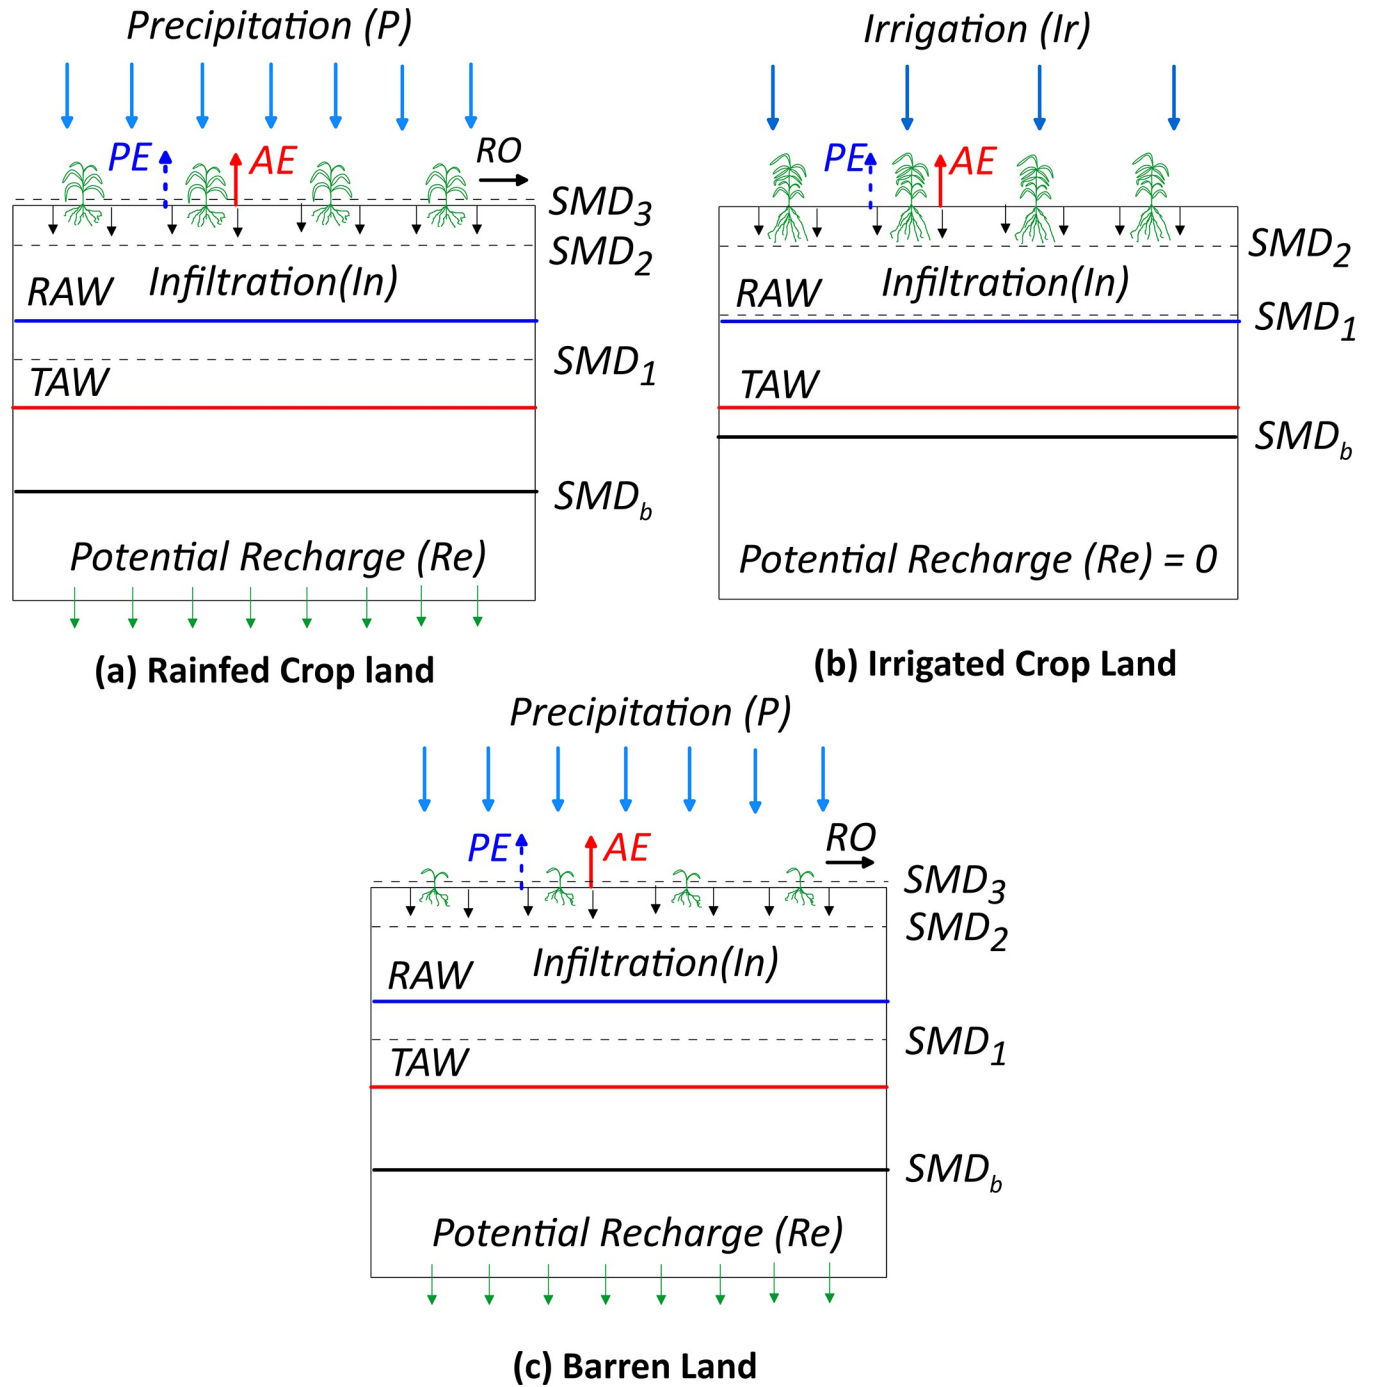 Precipitation (P)
PE
AE
RO
SMD3
SMD2
RAW
Infiltration(In)
SMD1
TAW
SMDb
Potential Recharge (Re)
(a) Rainfed Crop land
Irrigation (Ir)
PE
AE
SMD2
RAW
Infiltration(In)
SMD1
TAW
SMDb
Potential Recharge (Re) = 0
(b) Irrigated Crop Land
Precipitation (P)
PE
AE
RO
SMD3
SMD2
RAW
Infiltration(In)
SMD1
TAW
SMDb
Potential Recharge (Re)
(c) Barren Land